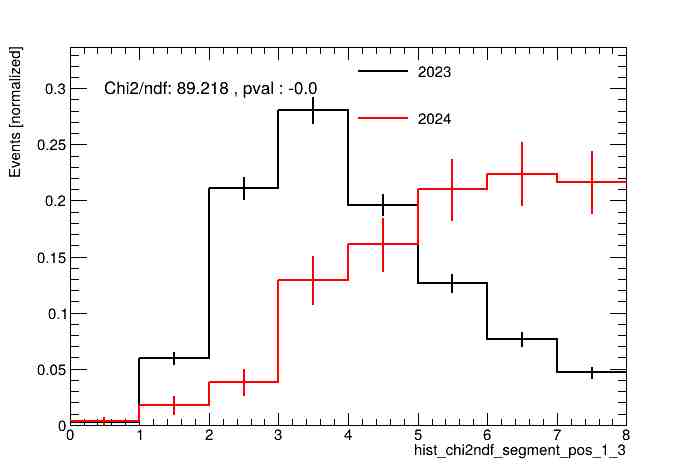 Events [normalized]
0.3
0.25
0.2
0.15
0.1
0.05
0
Chi2/ndf: 89.218 , pval : -0.0
2023
2024
0 1 2 3 4 5 6 7 8
hist_chi2ndf_segment_pos_1_3